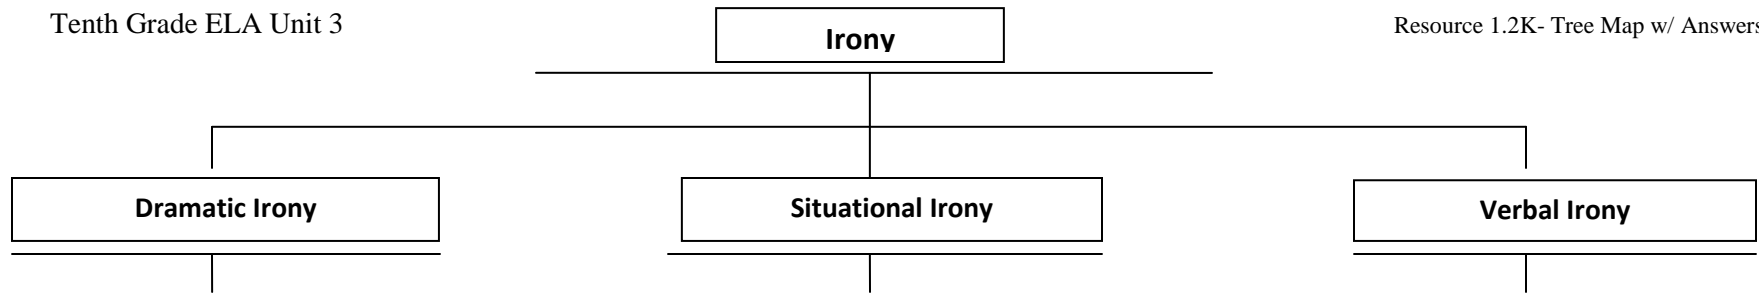 Tenth Grade ELA Unit 3
Resource 1.2K- Tree Map w/ Answers
Irony
Dramatic Irony
Situational Irony
Verbal Irony